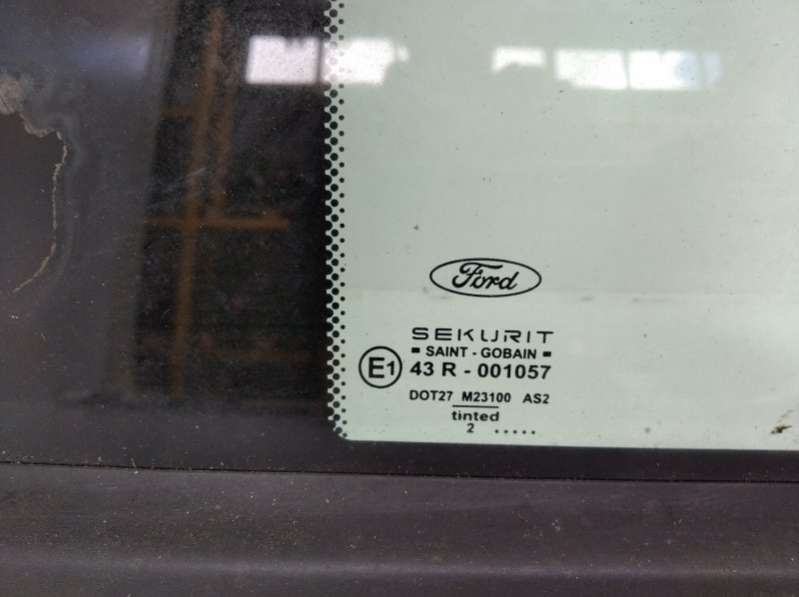 Ford
SEKURIT
SAINT - GOBAIN
E1 43 R - 001057
DOT27 M23100 AS2
tinted
2 .....